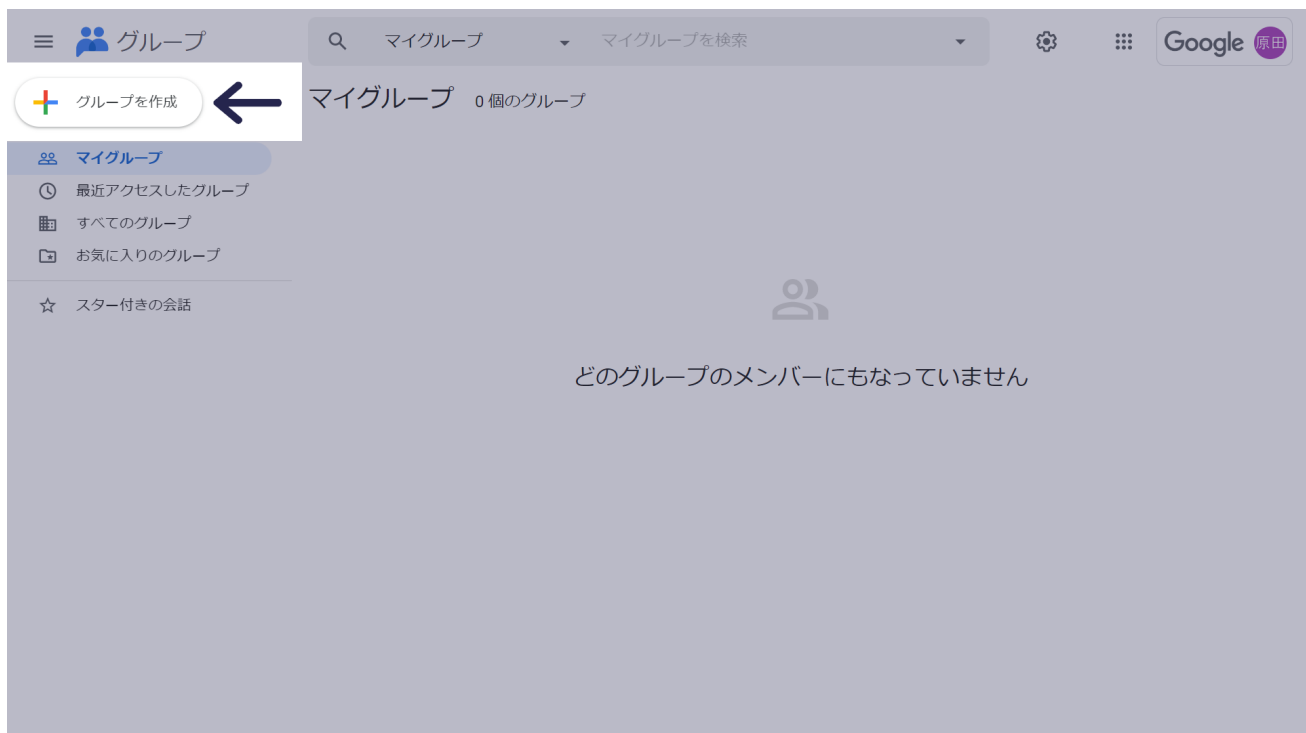 グループ
マイグループ
マイグループを検索
Google
原田
グループを作成
マイグループ 0 個のグループ
マイグループ
最近アクセスしたグループ
すべてのグループ
お気に入りのグループ
スター付きの会話
どのグループのメンバーにもなっていません